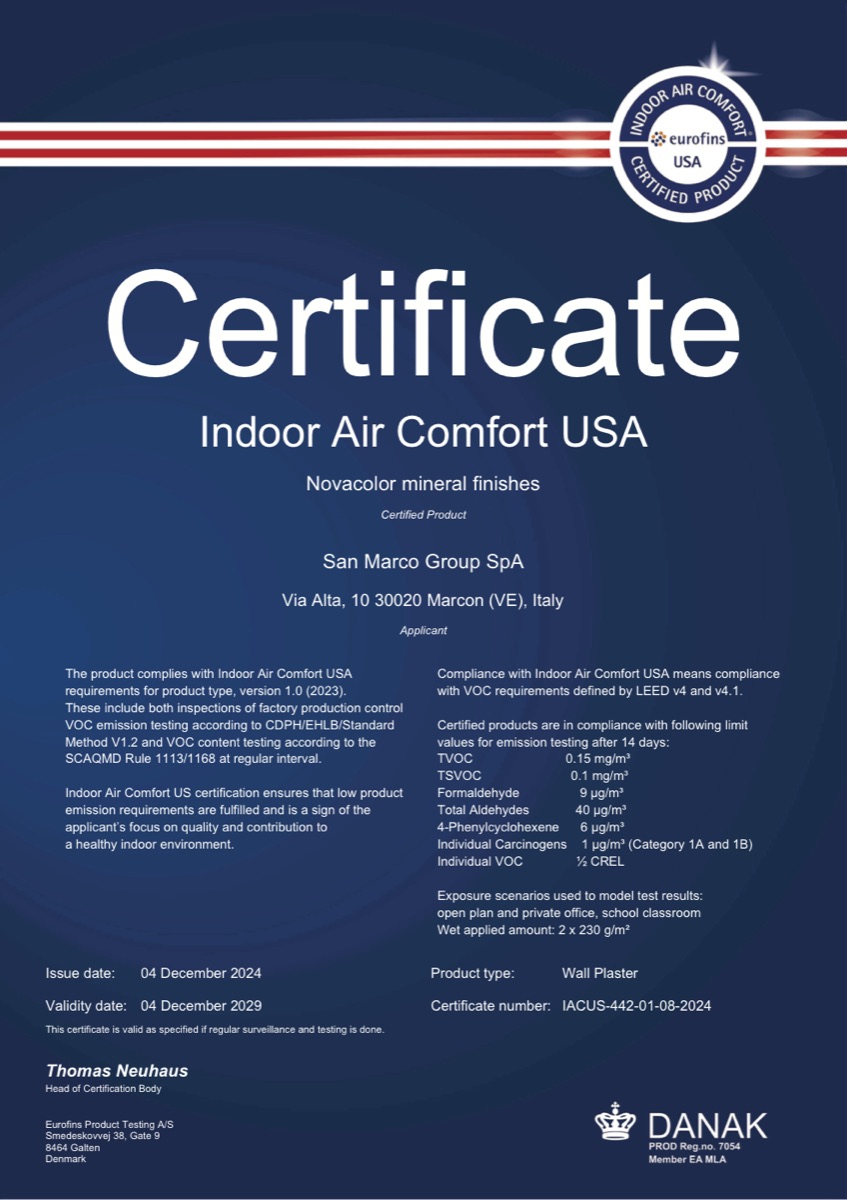 INDOOR AIR COMFORT®
eurofins
USA
CERTIFIED PRODUCT
Certificate
Indoor Air Comfort USA
Novacolor mineral finishes
Certified Product
San Marco Group SpA
Via Alta, 10 30020 Marcon (VE), Italy
Applicant
The product complies with Indoor Air Comfort USA
requirements for product type, version 1.0 (2023).
These include both inspections of factory production control
VOC emission testing according to CDPH/EHLB/Standard
Method V1.2 and VOC content testing according to the
SCAQMD Rule 1113/1168 at regular interval.
Indoor Air Comfort US certification ensures that low product
emission requirements are fulfilled and is a sign of the
applicant's focus on quality and contribution to
a healthy indoor environment.
Compliance with Indoor Air Comfort USA means compliance
with VOC requirements defined by LEED v4 and v4.1.
Certified products are in compliance with following limit
values for emission testing after 14 days:
TVOC 0.15 mg/m³
TSVOC 0.1 mg/m³
Formaldehyde 9 µg/m³
Total Aldehydes 40 µg/m³
4-Phenylcyclohexene 6 µg/m³
Individual Carcinogens 1 µg/m³ (Category 1A and 1B)
Individual VOC ½ CREL
Exposure scenarios used to model test results:
open plan and private office, school classroom
Wet applied amount: 2 x 230 g/m²
Issue date: 04 December 2024
Validity date: 04 December 2029
This certificate is valid as specified if regular surveillance and testing is done.
Product type: Wall Plaster
Certificate number: IACUS-442-01-08-2024
Thomas Neuhaus
Head of Certification Body
Eurofins Product Testing A/S
Smedeskovvej 38, Gate 9
8464 Galten
Denmark
DANAK
PROD Reg.no. 7054
Member EA MLA